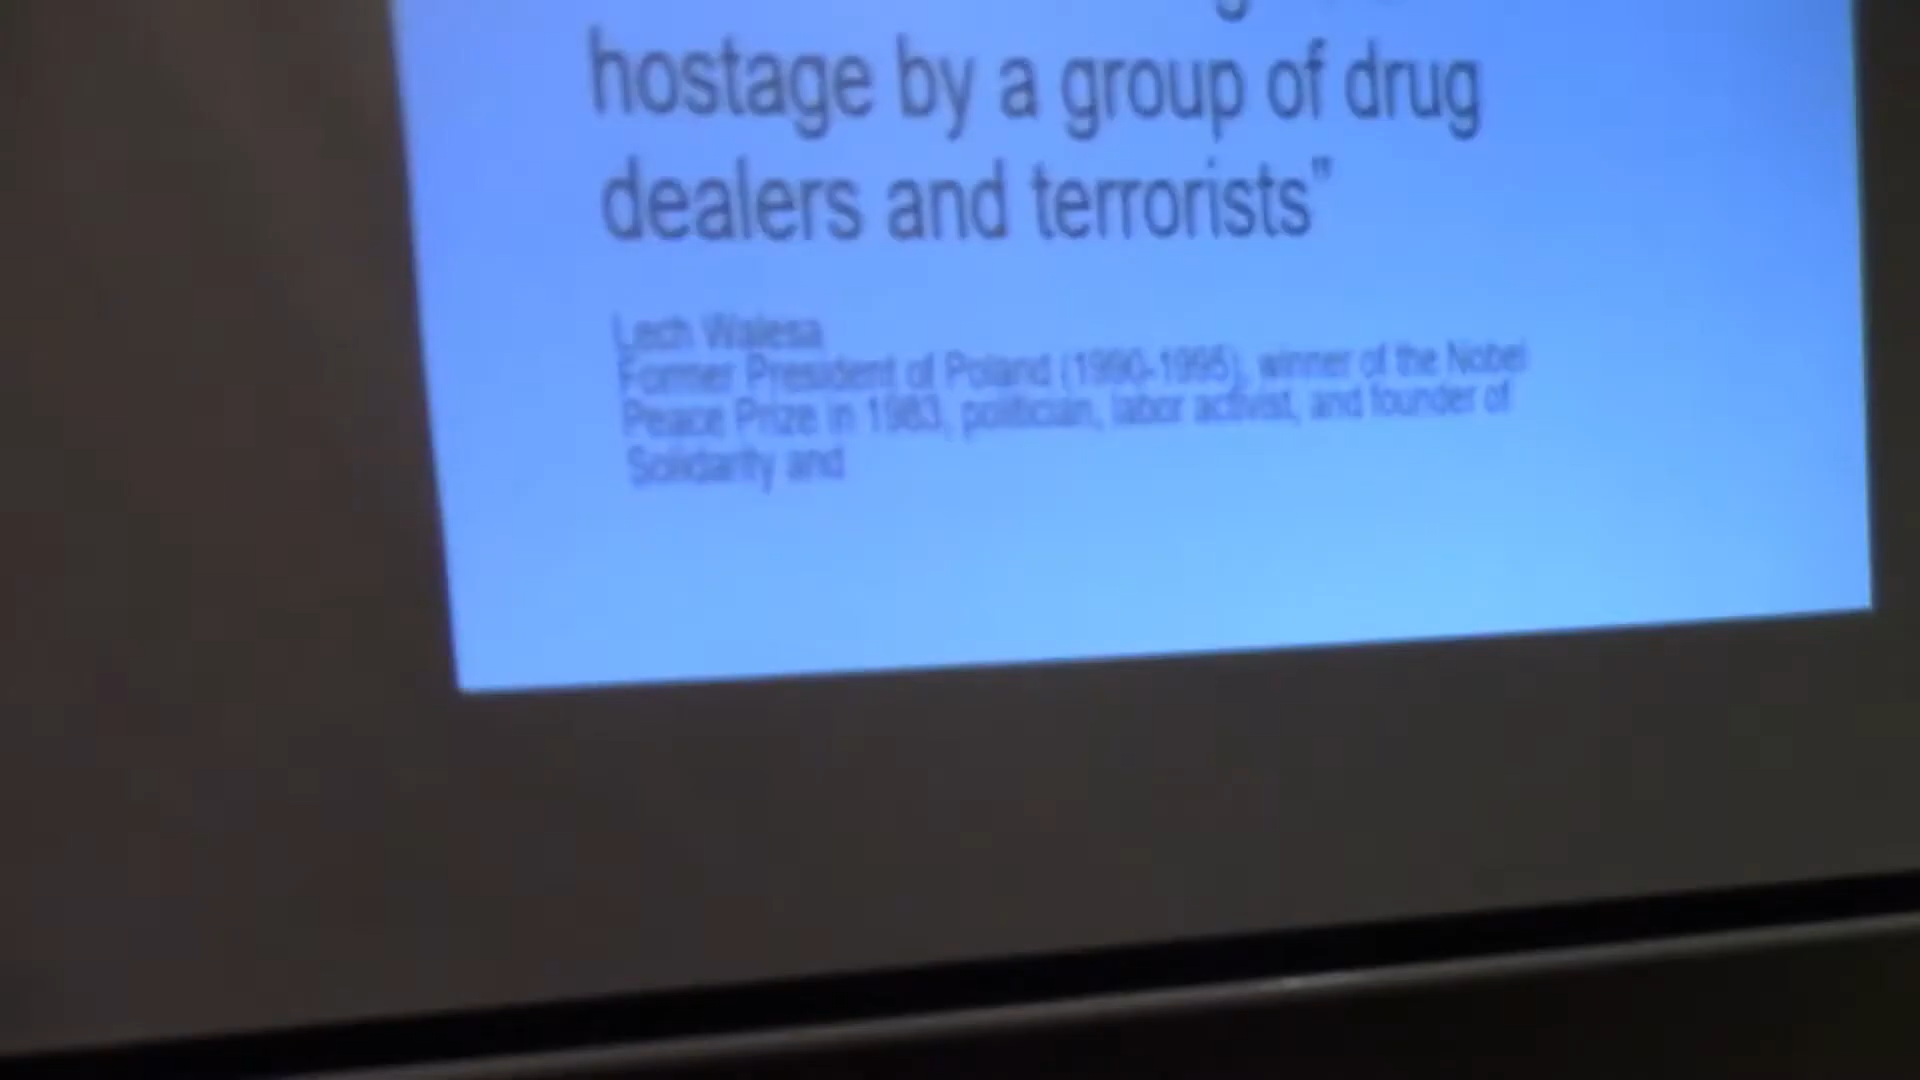 hostage by a group of drug
dealers and terrorists”
Lech Walesa
Former President of Poland (1990-1995), winner of the Nobel
Peace Prize in 1983, politician, labor activist, and founder of
Solidarity and